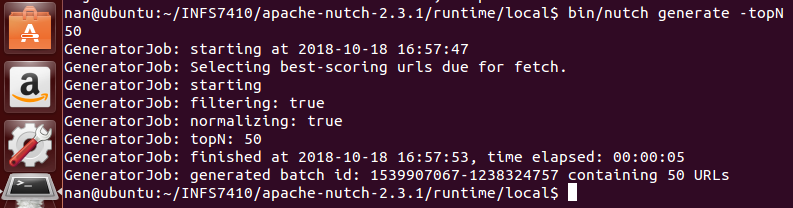 nan@ubuntu:~/INFS7410/apache-nutch-2.3.1/runtime/local$ bin/nutch generate -topN
50
GeneratorJob: starting at 2018-10-18 16:57:47
GeneratorJob: Selecting best-scoring urls due for fetch.
GeneratorJob: starting
GeneratorJob: filtering: true
GeneratorJob: normalizing: true
GeneratorJob: topN: 50
GeneratorJob: finished at 2018-10-18 16:57:53, time elapsed: 00:00:05
GeneratorJob: generated batch id: 1539907067-1238324757 containing 50 URLs
nan@ubuntu:~/INFS7410/apache-nutch-2.3.1/runtime/local$